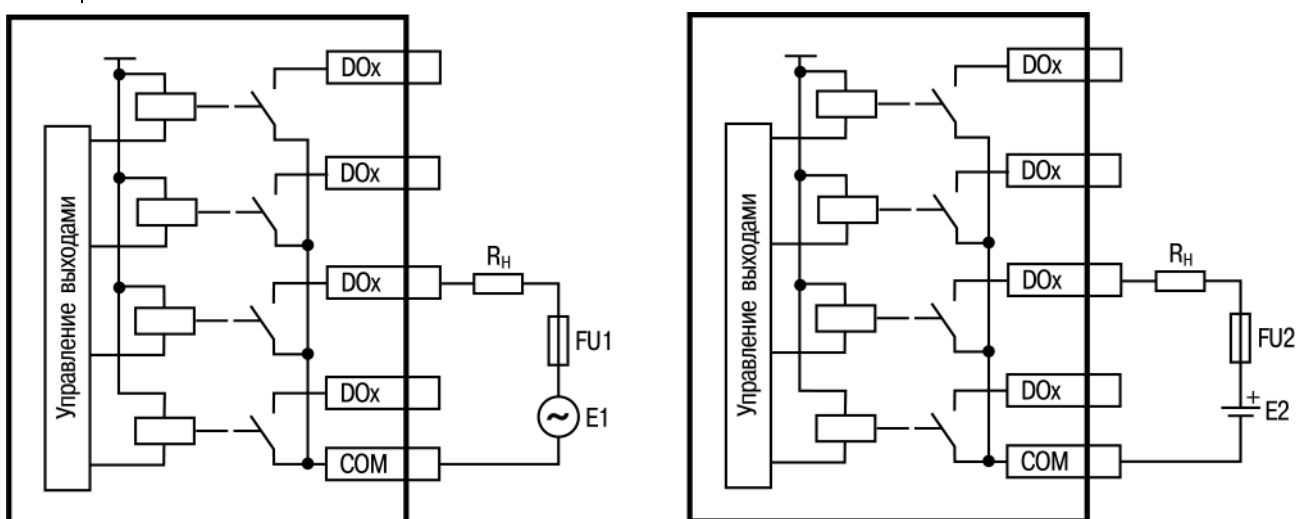 Управление выходами
DOx
DOx
DOx
DOx
COM
RН
FU1
E1
Управление выходами
DOx
DOx
DOx
DOx
COM
RН
FU2
+
E2